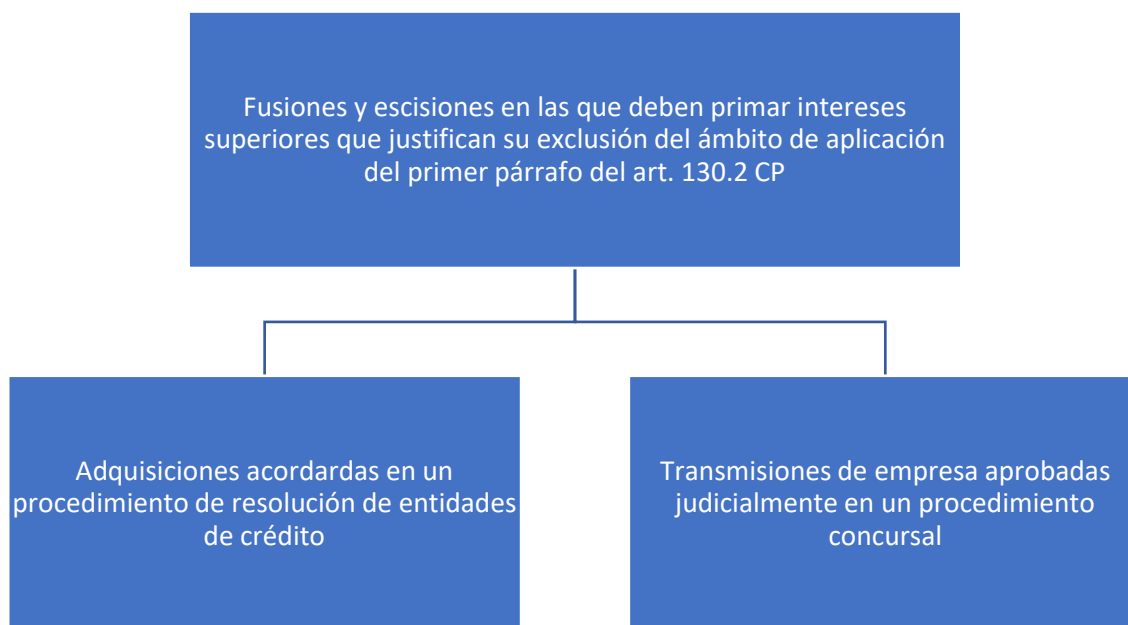 Fusiones y escisiones en las que deben primar intereses
superiores que justifican su exclusión del ámbito de aplicación
del primer párrafo del art. 130.2 CP
Adquisiciones acordardas en un
procedimiento de resolución de entidades
de crédito
Transmisiones de empresa aprobadas
judicialmente en un procedimiento
concursal